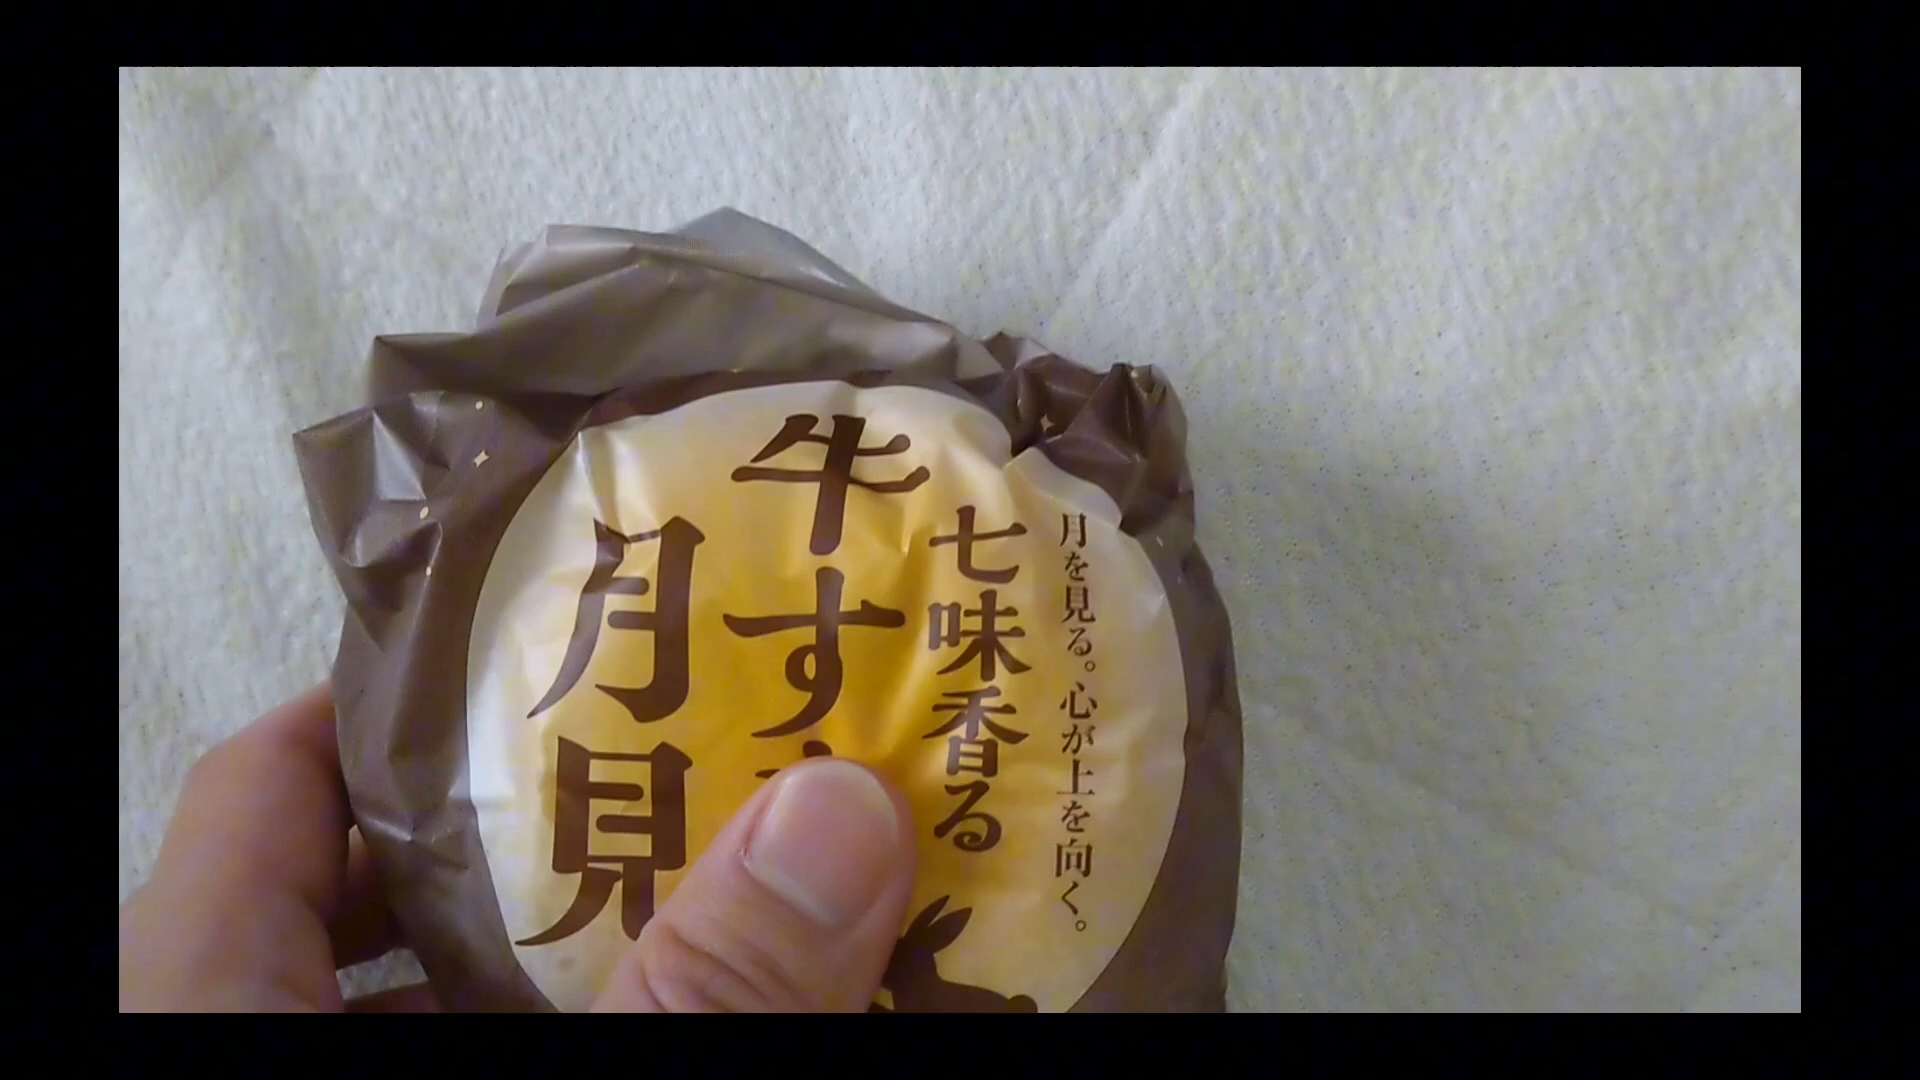 月を見る。心が上を向く。
七味香る
牛す
月見